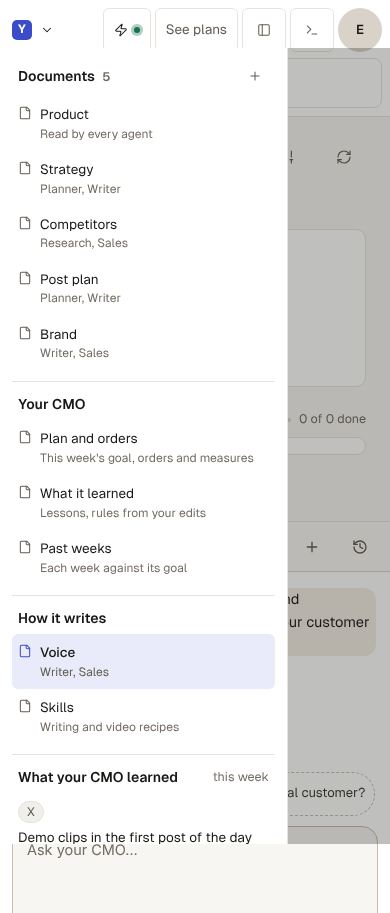 Y
See plans
E
Documents 5
Product
Read by every agent
Strategy
Planner, Writer
Competitors
Research, Sales
Post plan
Planner, Writer
Brand
Writer, Sales
0 of 0 done
Your CMO
Plan and orders
This week's goal, orders and measures
What it learned
Lessons, rules from your edits
Past weeks
Each week against its goal
How it writes
Voice
Writer, Sales
Skills
Writing and video recipes
nd
ur customer
What your CMO learned this week
al customer?
X
Demo clips in the first post of the day
Ask your CMO...